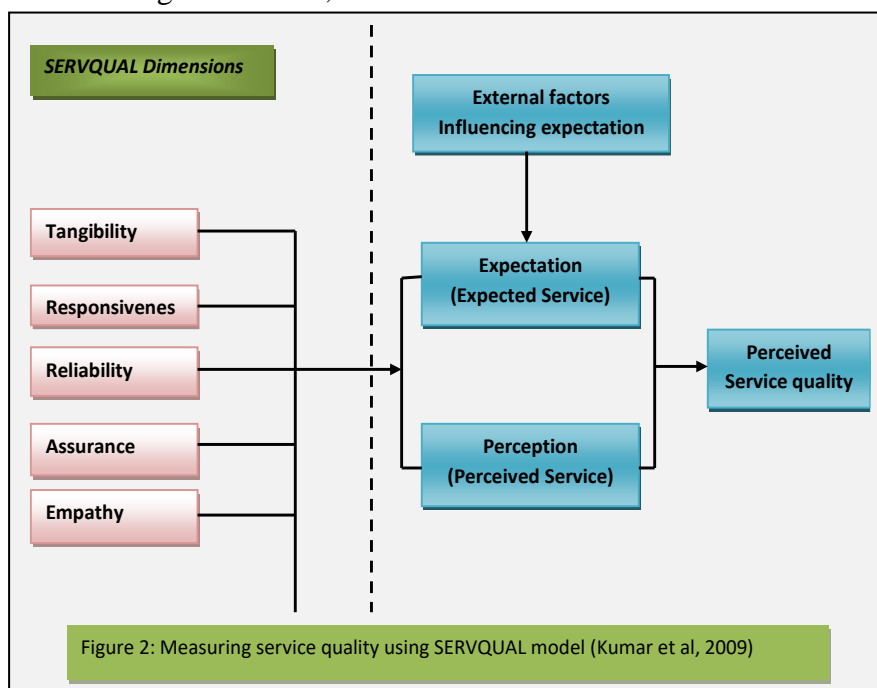 SERVQUAL Dimensions
External factors
Influencing expectation
Tangibility
Responsivenes
Reliability
Assurance
Empathy
Expectation
(Expected Service)
Perception
(Perceived Service)
Perceived
Service quality
Figure 2: Measuring service quality using SERVQUAL model (Kumar et al, 2009)